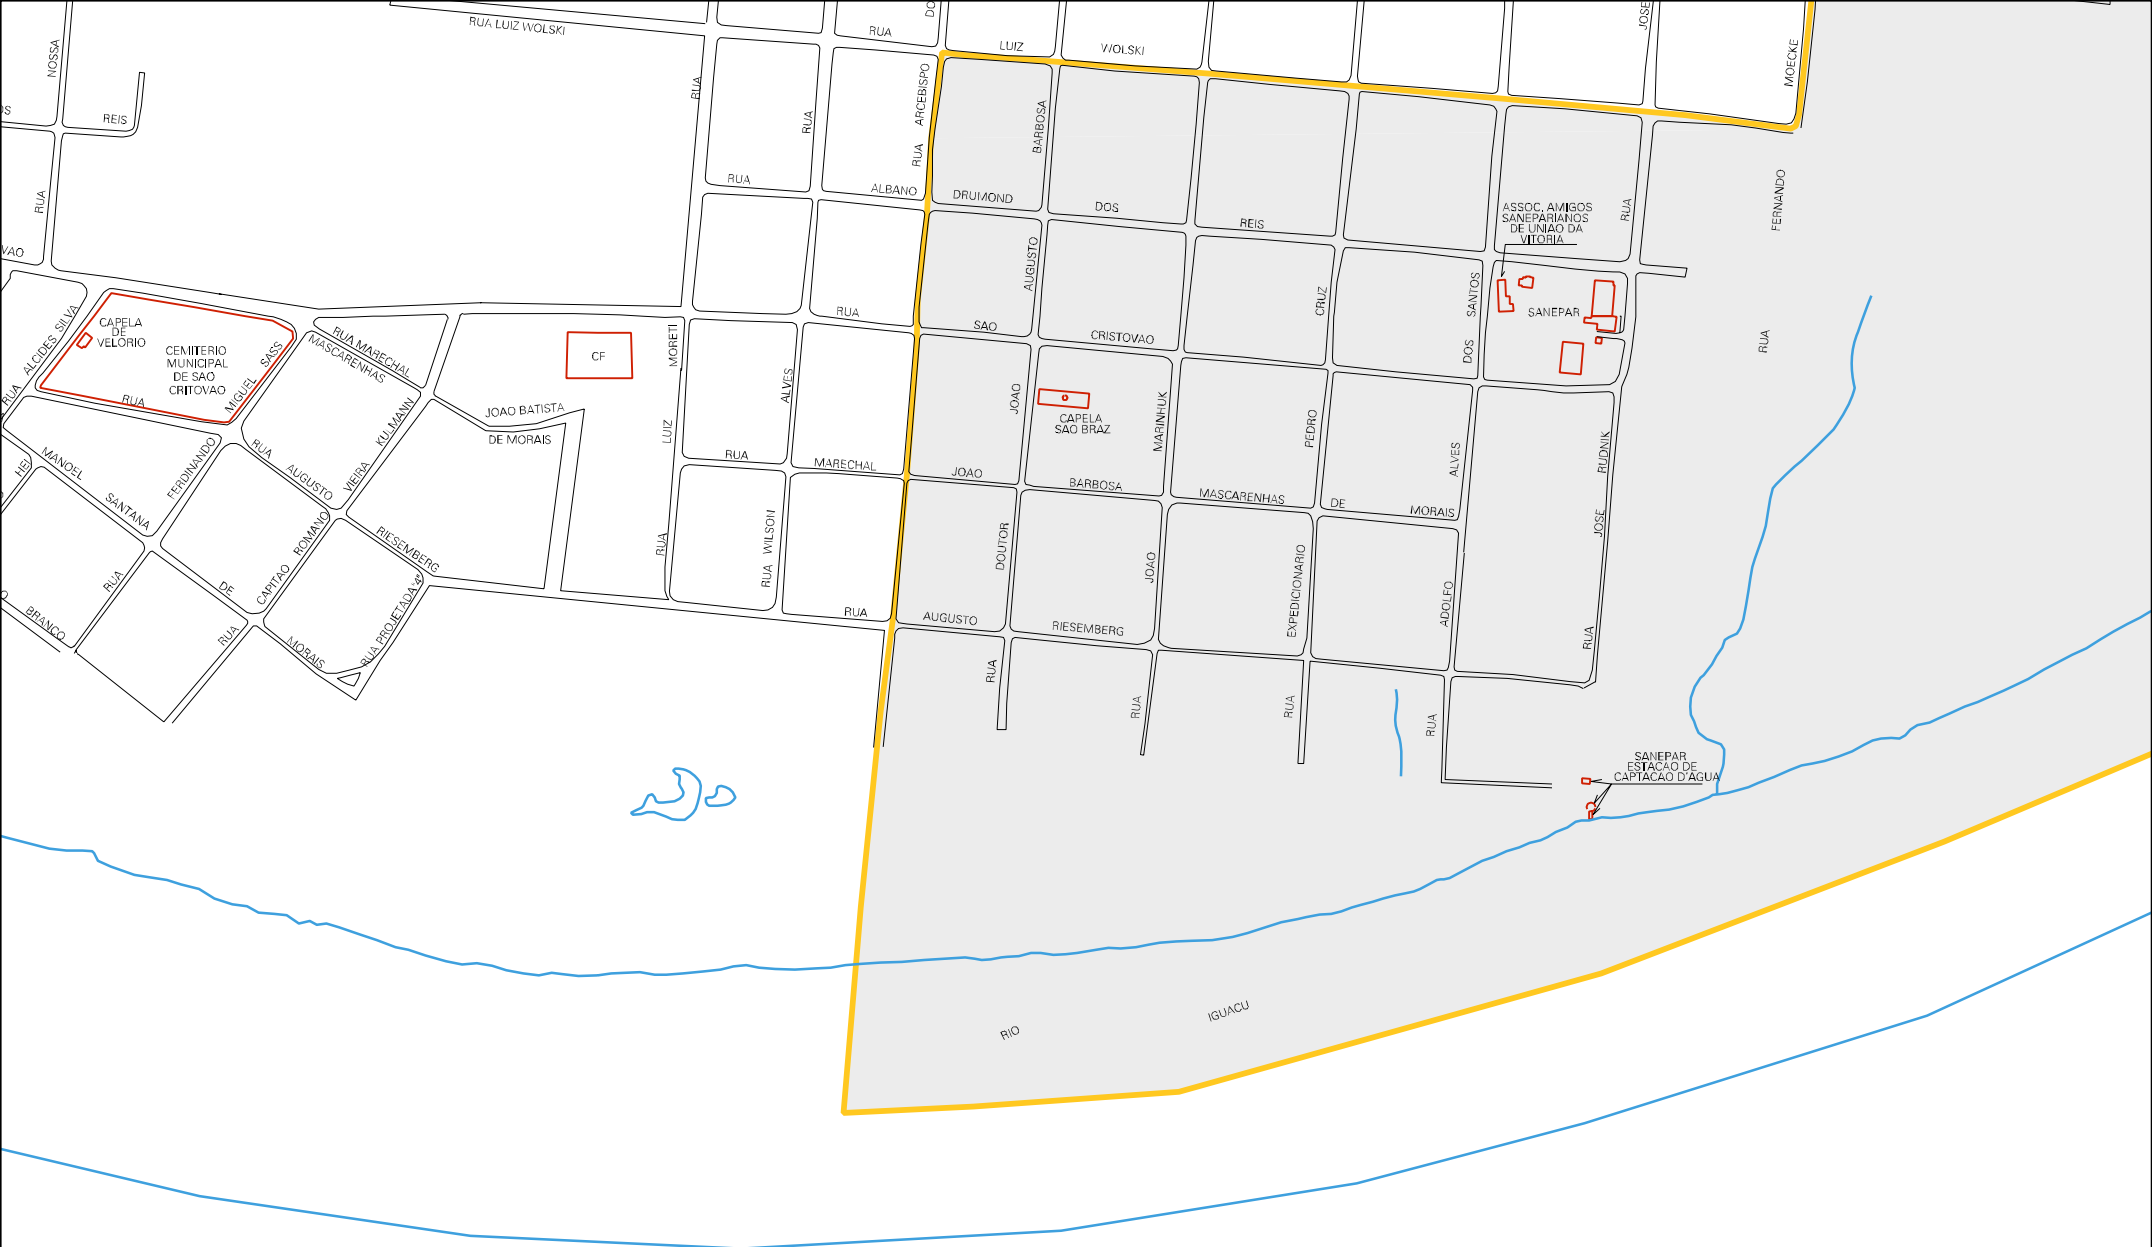 RUA LUIZ WOLSKI
RUA
LUIZ
WOLSKI
DO
JOSE
MOECKE
NOSSA
RUA
REIS
VAO
RUA
RUA
ARCEBISPO
RUA
BARBOSA
RUA
ALBANO
DRUMOND
DOS
REIS
FERNANDO
RUA
ASSOC. AMIGOS
SANEPARIANOS
DE UNIAO DA
VITORIA
RUA
SANEPAR
AUGUSTO
CRUZ
SANTOS
DOS
RUA
SAO
CRISTOVAO
RUA ALCIDES SILVA
CAPELA
DE
VELORIO
CEMITERIO
MUNICIPAL
DE SAO
CRITOVAO
RUA
MIGUEL SASS
RUA MARECHAL
MASCARENHAS
CF
MORETI
LUIZ
RUA
ALVES
WILSON
RUA
JOAO BATISTA
DE MORAIS
KULMANN
VIEIRA
ROMANO
CAPITAO
RUA
JOAO
CAPELA
SAO BRAZ
MARINHUK
PEDRO
ALVES
RUDNIK
JOSE
RUA
RUA
MARECHAL
JOAO
BARBOSA
MASCARENHAS
DE
MORAIS
MANOEL
SANTANA
DE
MORAIS
FERDINANDO
RUA
HEI
RUA
AUGUSTO
RIESEMBERG
RUA PROJETADA "4"
BRANCO
DOUTOR
RUA
JOAO
RUA
EXPEDICIONARIO
RUA
ADOLFO
RUA
RUA
AUGUSTO
RIESEMBERG
SANEPAR
ESTACAO DE
CAPTACAO D'AGUA
RIO
IGUACU